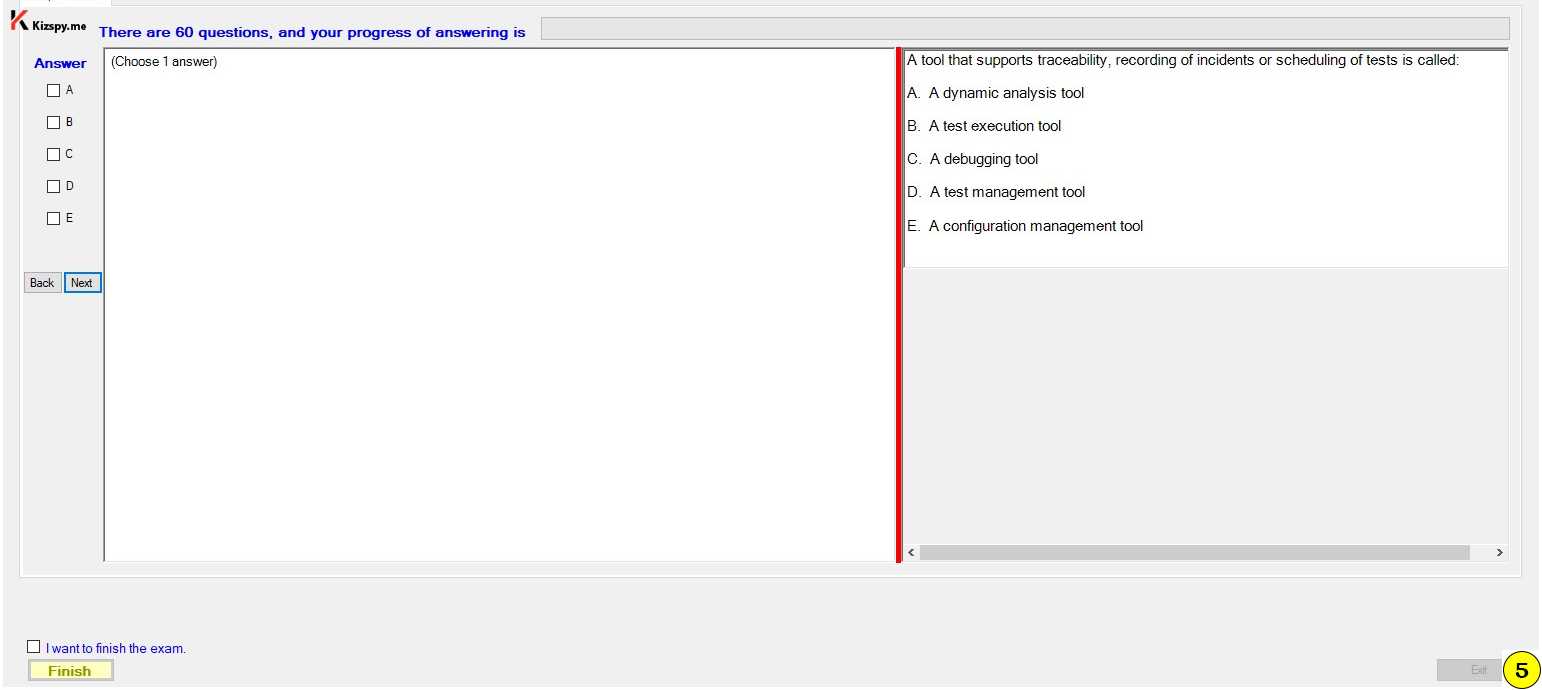 Kizspy.me
There are 60 questions, and your progress of answering is
Answer
A
B
C
D
E
Back Next
(Choose 1 answer)
A tool that supports traceability, recording of incidents or scheduling of tests is called:
A. A dynamic analysis tool
B. A test execution tool
C. A debugging tool
D. A test management tool
E. A configuration management tool
I want to finish the exam.
Finish
Exit
5